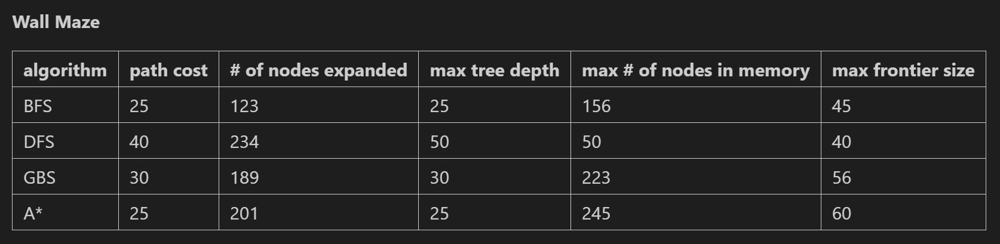 Wall Maze
algorithm path cost # of nodes expanded max tree depth max # of nodes in memory max frontier size
BFS 25 123 25 156 45
DFS 40 234 50 50 40
GBS 30 189 30 223 56
A* 25 201 25 245 60